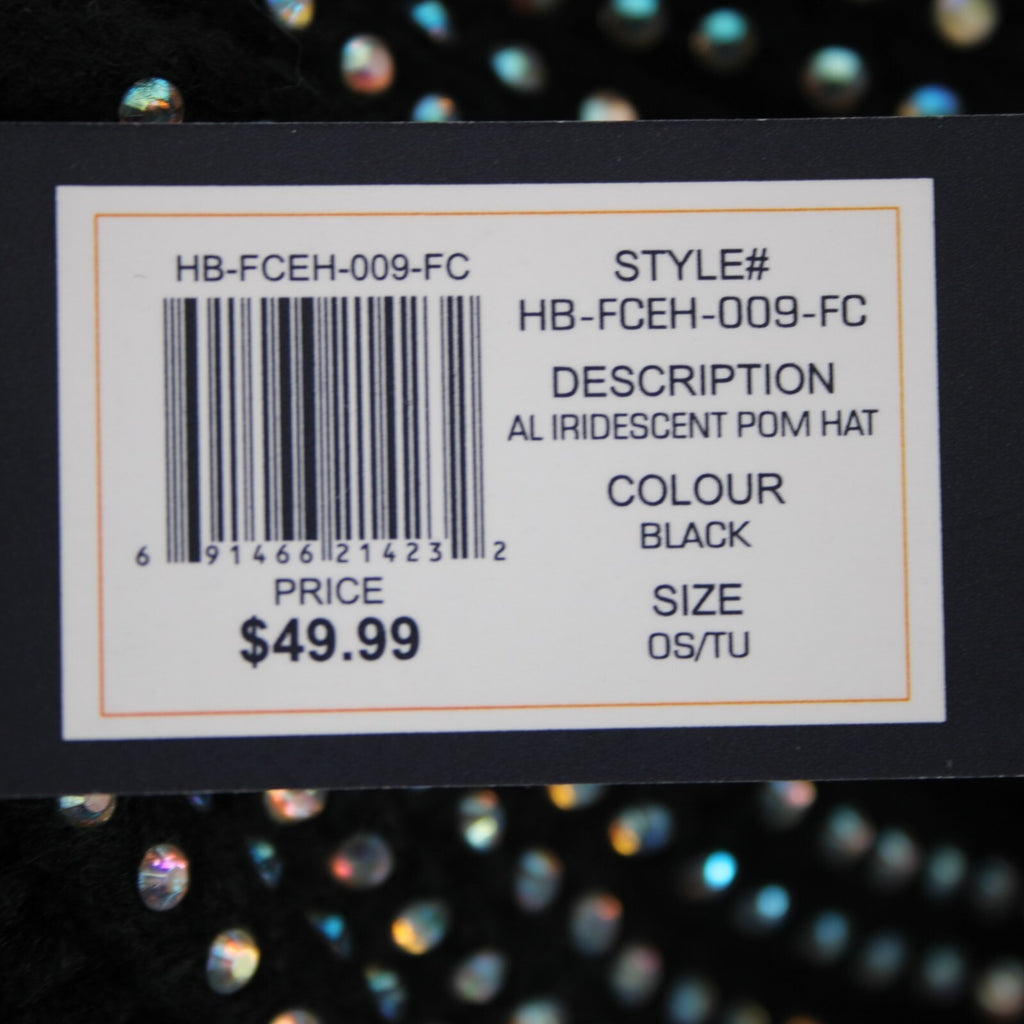 HB-FCEH-009-FC
6 91466 21423 2
PRICE
$49.99
STYLE#
HB-FCEH-009-FC
DESCRIPTION
AL IRIDESCENT POM HAT
COLOUR
BLACK
SIZE
OS/TU